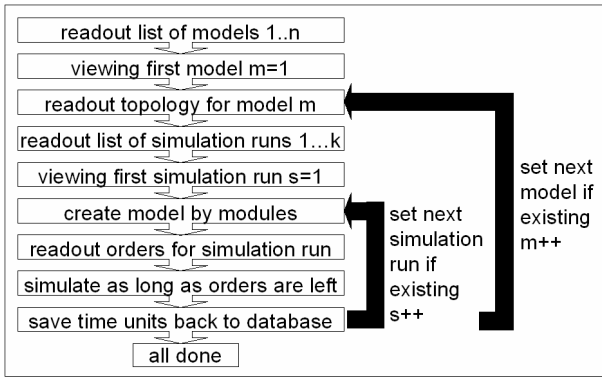 readout list of models 1..n
viewing first model m=1
readout topology for model m
readout list of simulation runs 1...k
viewing first simulation run s=1
create model by modules
readout orders for simulation run
simulate as long as orders are left
save time units back to database
all done
set next
simulation
run if
existing
s++
set next
model if
existing
m++